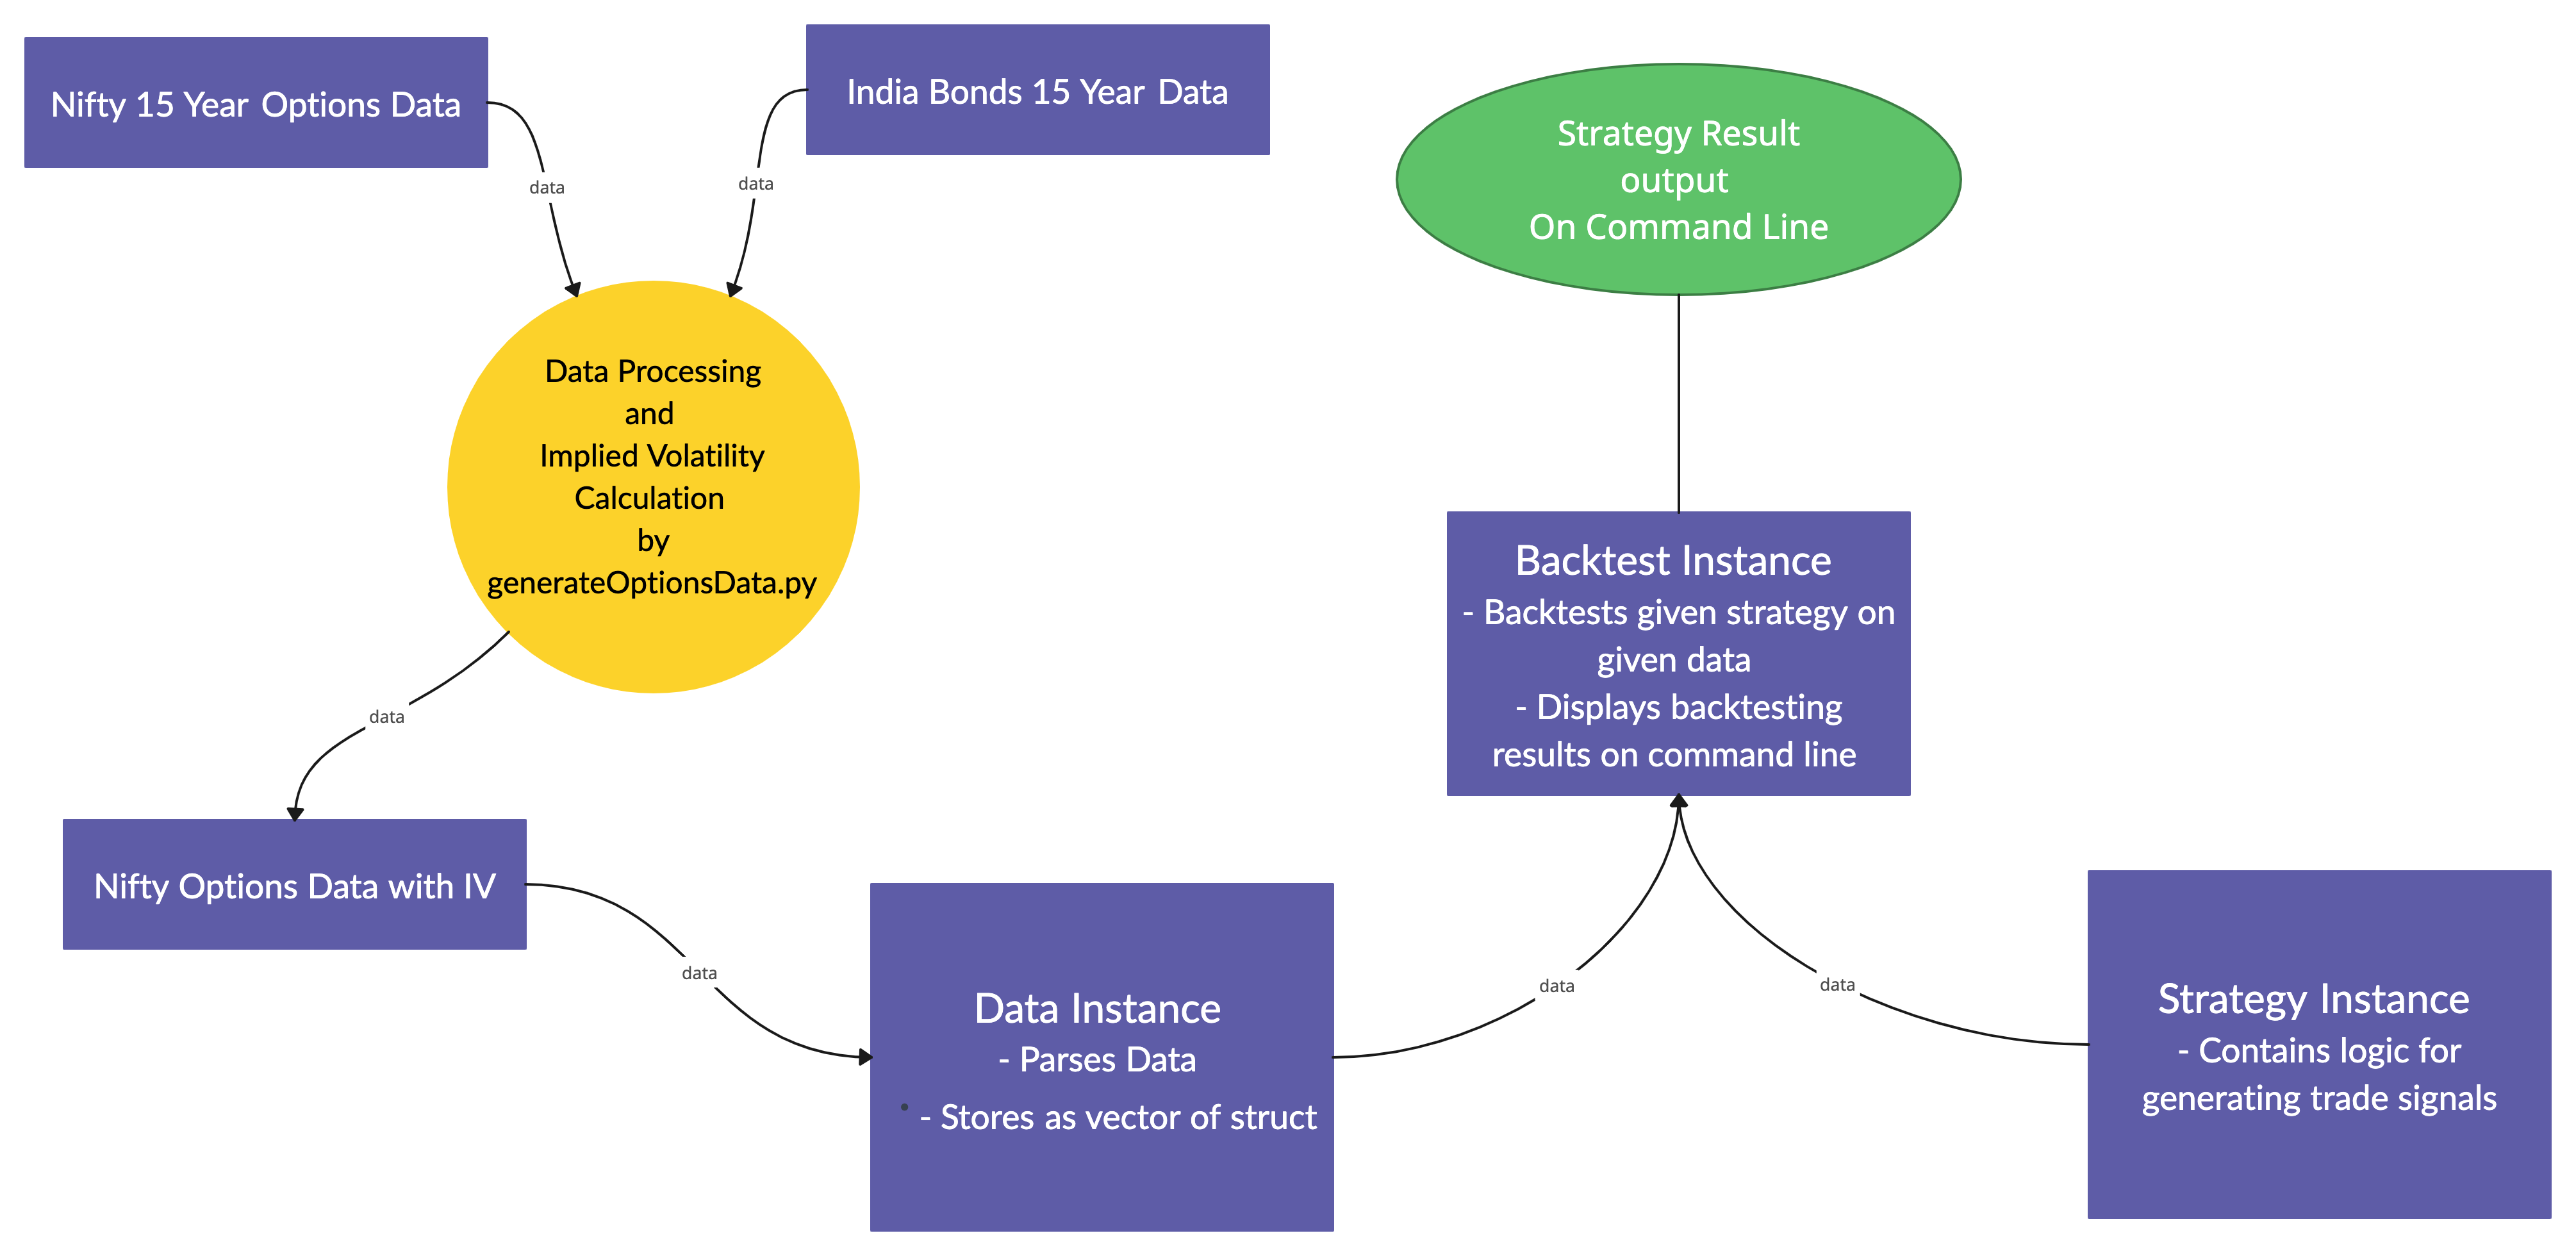 Nifty 15 Year Options Data
India Bonds 15 Year Data
data
data
Data Processing
and
Implied Volatility
Calculation
by
generateOptionsData.py
data
Nifty Options Data with IV
data
Data Instance
- Parses Data
- Stores as vector of struct
data
Strategy Result
output
On Command Line
Backtest Instance
- Backtests given strategy on
given data
- Displays backtesting
results on command line
data
Strategy Instance
- Contains logic for
generating trade signals